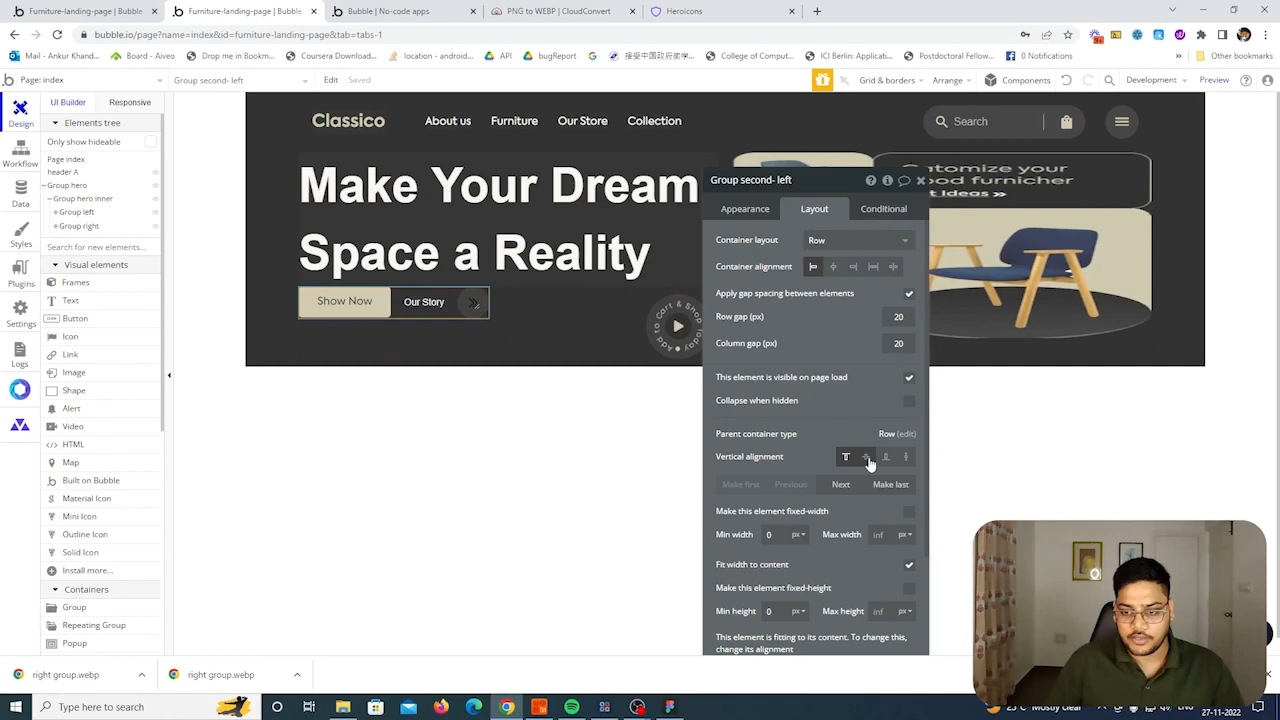 Furniture-landing-page | Bubble
Furniture-landing-page | Bubble
Bubble | No-code apps
PNG to WEBP | CloudConvert
Heroicons
bubble.io/page?name=index&id=furniture-landing-page&tab=tabs-1
Mail - Ankur Khand...
Board - Aiveo
Drop me in Bookm...
Coursera Download...
location - android...
API
bugReport
College of Comput...
ICI Berlin: Applicati...
Postdoctoral Fellow...
0 Notifications
Other bookmarks
Page: index
Group second- left
Edit
Saved
Grid & borders
Arrange
Components
Development
Preview
Design
Workflow
Data
Styles
Plugins
Settings
Logs
UI Builder
Responsive
Elements tree
Only show hideable
Page index
header A
Group hero
Group hero inner
Group left
Group right
Search for new elements...
Visual elements
Frames
Text
Button
Icon
Link
Image
Shape
Alert
Video
HTML
Map
Built on Bubble
Material Icon
Mini Icon
Outline Icon
Solid Icon
Install more...
Containers
Group
Repeating Group
Popup
Classico
About us
Furniture
Our Store
Collection
Search
Make Your Dream
Space a Reality
Show Now
Our Story
Group second- left
Appearance
Layout
Conditional
Container layout
Row
Container alignment
Apply gap spacing between elements
Row gap (px)
20
Column gap (px)
20
This element is visible on page load
Collapse when hidden
Parent container type
Row (edit)
Vertical alignment
Make first
Previous
Next
Make last
Make this element fixed-width
Min width
0
px
Max width
inf
px
Fit width to content
Make this element fixed-height
Min height
0
px
Max height
inf
px
This element is fitting to its content. To change this,
change its alignment
right group.webp
right group.webp
Type here to search
Mostly clear
27-11-2022